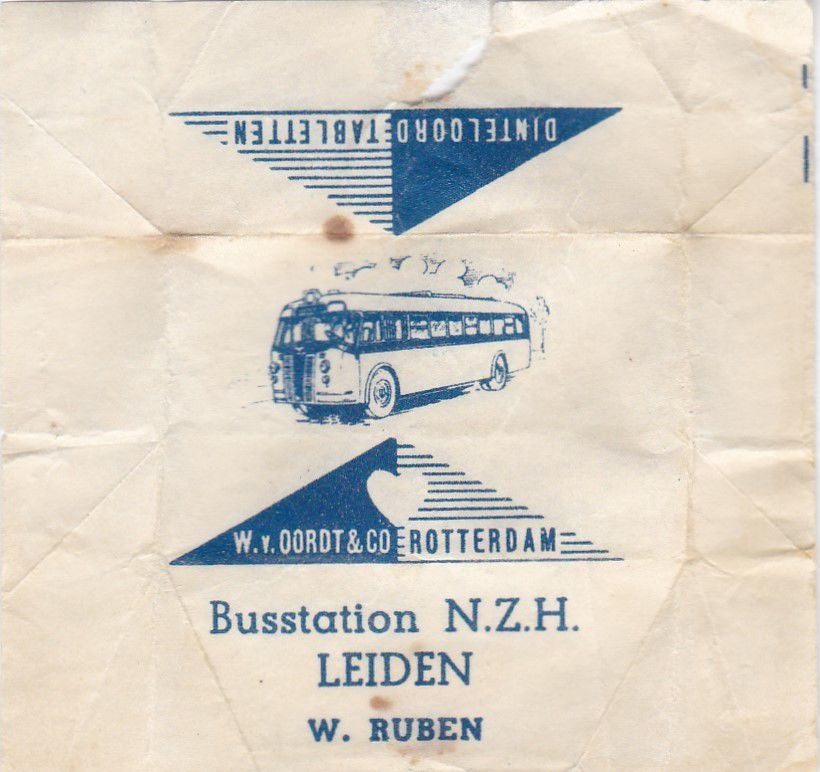 DINTELOORD TABLETTEN
W. v. OORDT & CO ROTTERDAM
Busstation N.Z.H.
LEIDEN
W. RUBEN